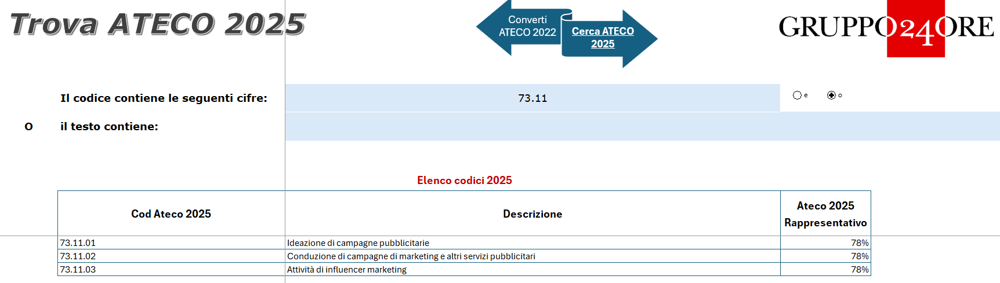 Trova ATECO 2025
Converti
ATECO 2022
Cerca ATECO
2025
GRUPPO24ORE
Il codice contiene le seguenti cifre:
73.11
e
o
O il testo contiene:
Elenco codici 2025
Cod Ateco 2025
Descrizione
Ateco 2025
Rappresentativo
73.11.01 Ideazione di campagne pubblicitarie 78%
73.11.02 Conduzione di campagne di marketing e altri servizi pubblicitari 78%
73.11.03 Attività di influencer marketing 78%